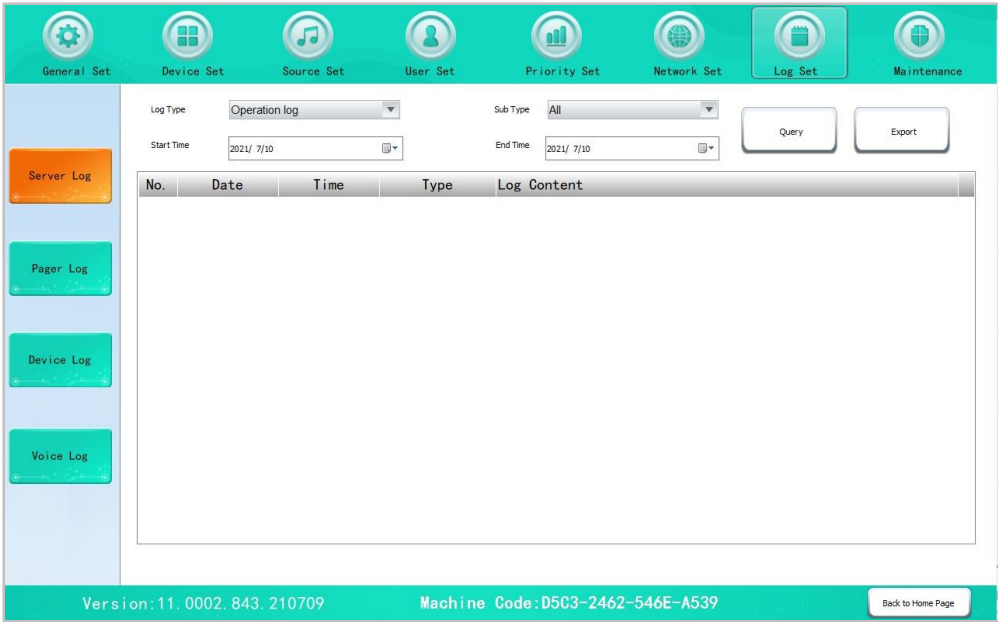 General Set Device Set Source Set User Set Priority Set Network Set Log Set Maintenance
Log Type Operation log Sub Type All Query Export
Start Time 2021/ 7/10 End Time 2021/ 7/10
Server Log
No. Date Time Type Log Content
Pager Log
Device Log
Voice Log
Version:11.0002.843.210709 Machine Code:D5C3-2462-546E-A539 Back to Home Page